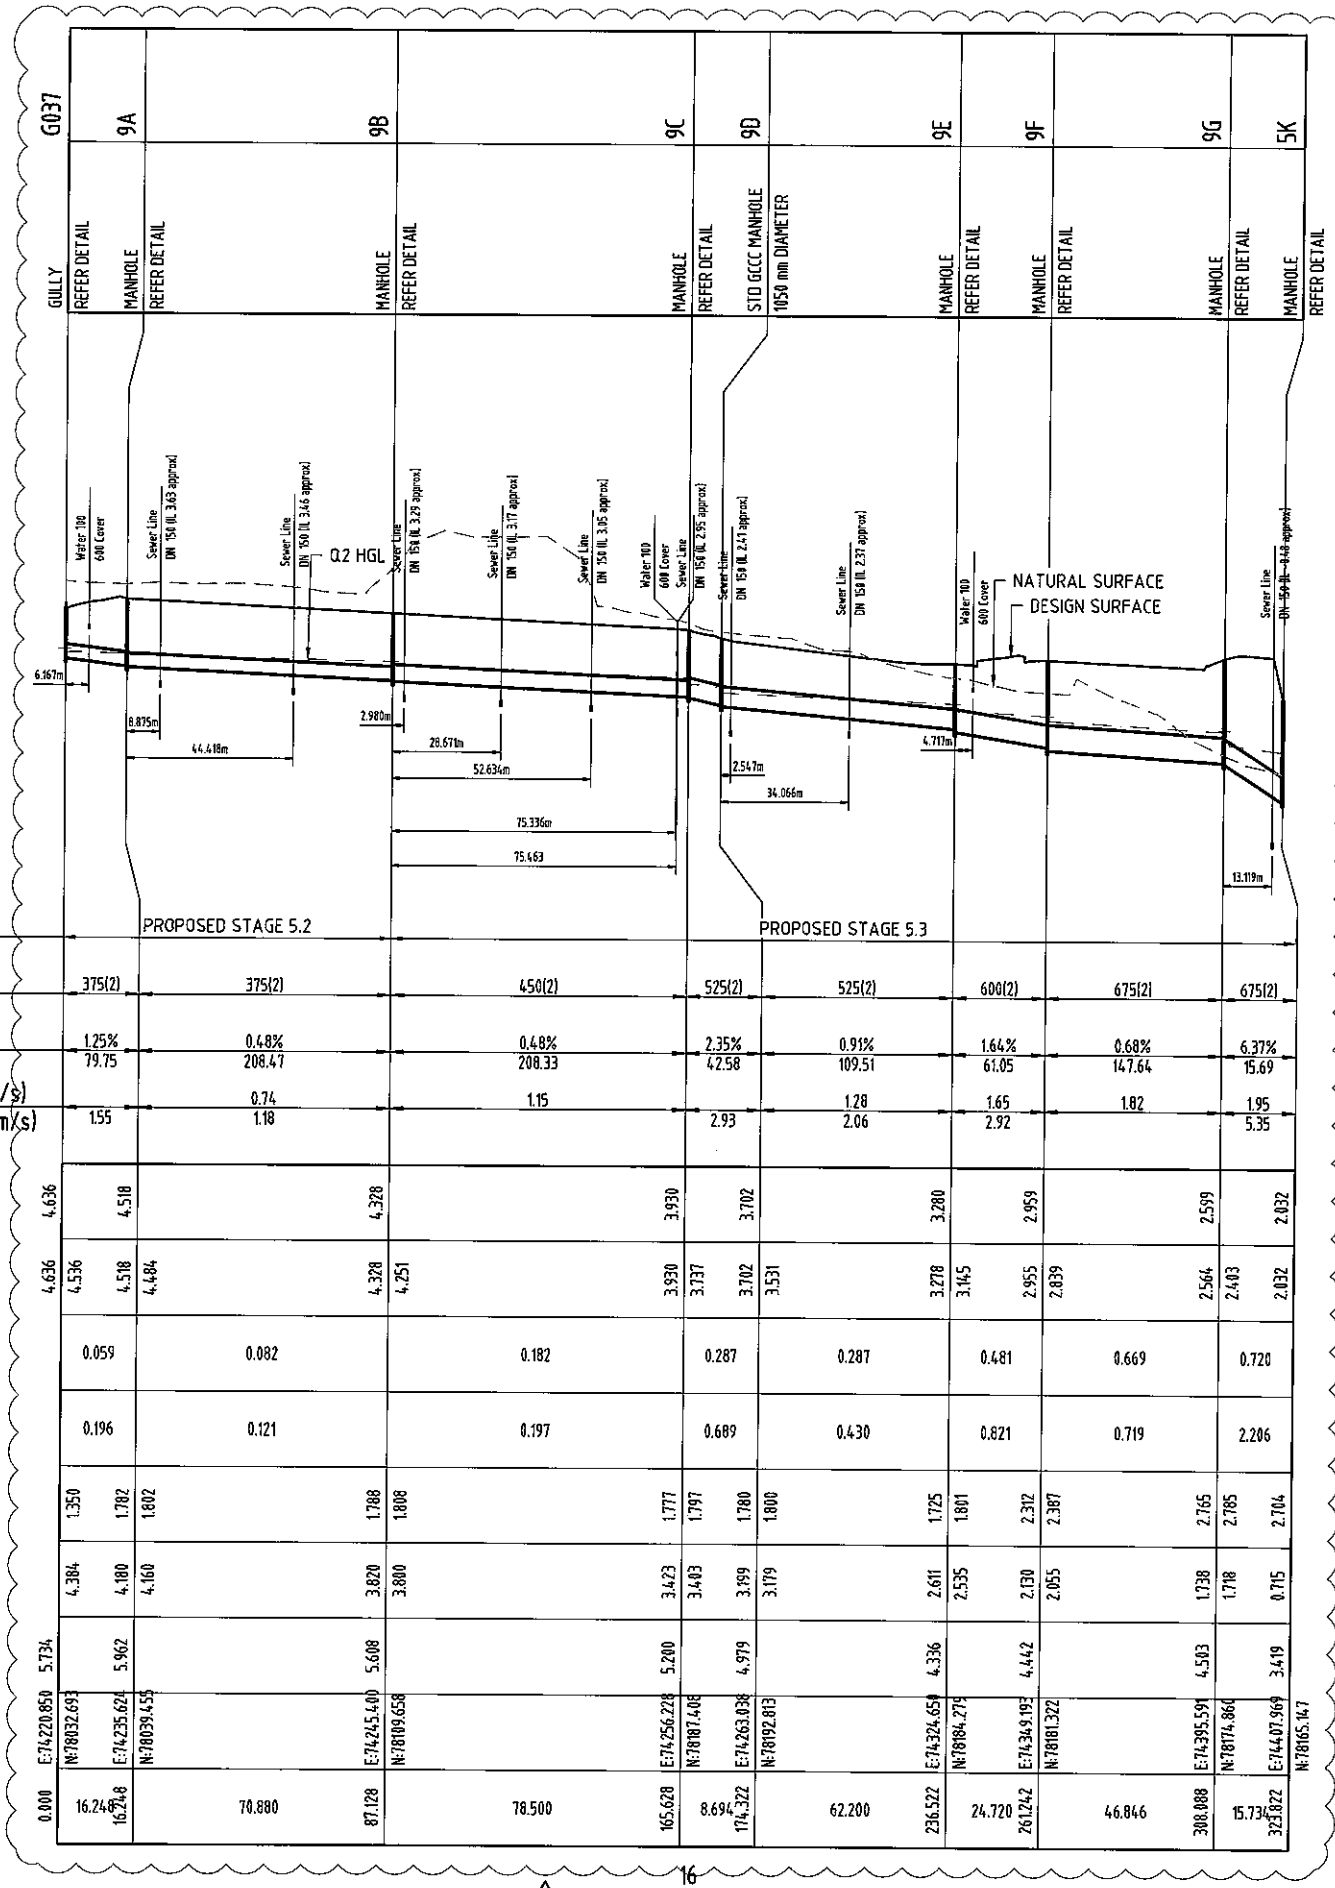 G037
9A
9B
9C
9D
9E
9F
9G
5K
GULLY
REFER DETAIL
MANHOLE
REFER DETAIL
MANHOLE
REFER DETAIL
MANHOLE
REFER DETAIL
STD GCCC MANHOLE
1050 mm DIAMETER
MANHOLE
REFER DETAIL
MANHOLE
REFER DETAIL
MANHOLE
REFER DETAIL
MANHOLE
REFER DETAIL
Water 100
600 Cover
Sewer Line
DN 150 (IL 3.63 approx)
Sewer Line
DN 150 (IL 3.46 approx)
Q2 HGL
Sewer Line
DN 150 (IL 3.29 approx)
Sewer Line
DN 150 (IL 3.17 approx)
Sewer Line
DN 150 (IL 3.05 approx)
Water 100
600 Cover
Sewer Line
DN 150 (IL 2.95 approx)
Sewer Line
DN 150 (IL 2.41 approx)
Sewer Line
DN 150 (IL 2.37 approx)
Water 100
600 Cover
NATURAL SURFACE
DESIGN SURFACE
Sewer Line
DN 150 (IL -0.48 approx)
6.167m
8.875m
44.418m
2.980m
28.671m
52.634m
75.336m
75.463
2.547m
34.066m
4.717m
13.119m
PROPOSED STAGE 5.2
PROPOSED STAGE 5.3
375(2) 375(2) 450(2) 525(2) 525(2) 600(2) 675(2) 675(2)
1.25% 0.48% 0.48% 2.35% 0.91% 1.64% 0.68% 6.37%
79.75 208.47 208.33 42.58 109.51 61.05 147.64 15.69
/s) 0.74 1.15 1.28 1.65 1.82 1.95
m/s) 1.55 1.18 2.93 2.06 2.92 5.35
4.636 4.518 4.328 3.930 3.702 3.280 2.959 2.599 2.032
4.636 4.536 4.518 4.484 4.328 4.251 3.930 3.737 3.702 3.531 3.278 3.145 2.955 2.839 2.564 2.403 2.032
0.059 0.082 0.182 0.287 0.287 0.481 0.669 0.720
0.196 0.121 0.197 0.689 0.430 0.821 0.719 2.206
1.350 1.782 1.802 1.788 1.808 1.777 1.797 1.780 1.800 1.725 1.801 2.312 2.387 2.765 2.785 2.704
4.384 4.180 4.160 3.820 3.800 3.423 3.403 3.199 3.179 2.611 2.535 2.130 2.055 1.738 1.718 0.715
5.734 5.962 5.608 5.200 4.979 4.336 4.442 4.503 3.419
E:74220.850
N:78032.693
E:74235.624
N:78039.455
E:74245.400
N:78109.658
E:74256.228
N:78187.408
E:74263.038
N:78192.813
E:74324.650
N:78184.279
E:74349.193
N:78181.322
E:74395.591
N:78174.860
E:74407.969
N:78165.147
0.000 16.248 16.248 70.880 87.128 78.500 165.628 8.694 174.322 62.200 236.522 24.720 261.242 46.846 308.088 15.734 323.822
16